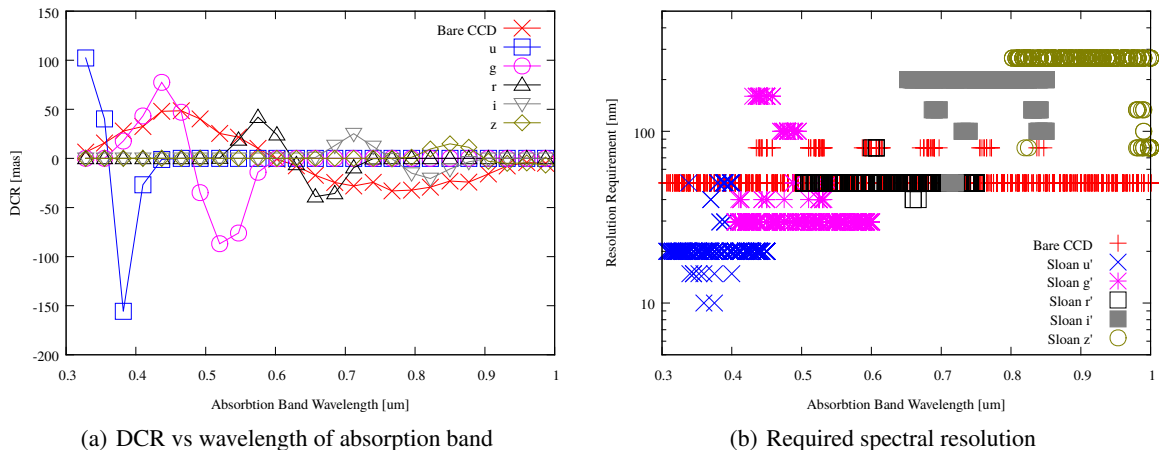 150
100
50
0
-50
-100
-150
-200
DCR [mas]
0.3 0.4 0.5 0.6 0.7 0.8 0.9 1
Absorbtion Band Wavelength [um]
Bare CCD
u
g
r
i
z
(a) DCR vs wavelength of absorption band
100
10
Resolution Requirement [nm]
0.3 0.4 0.5 0.6 0.7 0.8 0.9 1
Absorbtion Band Wavelength [um]
Bare CCD
Sloan u'
Sloan g'
Sloan r'
Sloan i'
Sloan z'
(b) Required spectral resolution